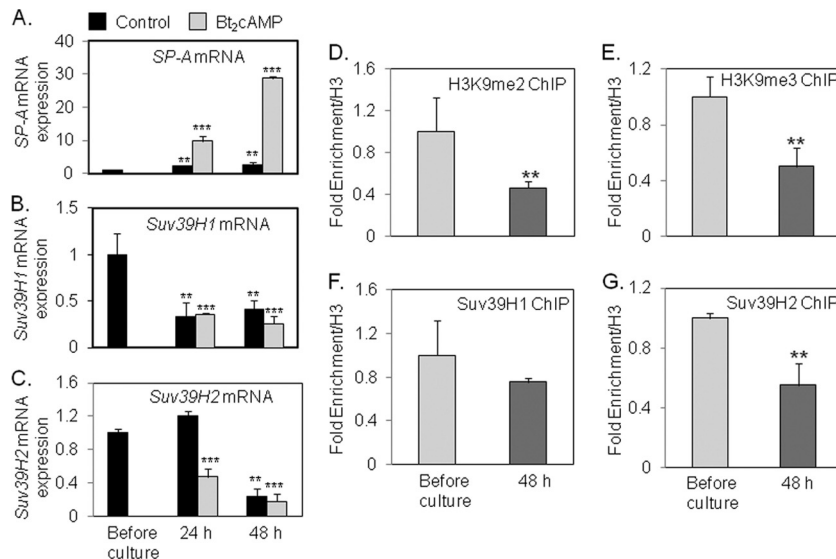 A.
Control
Bt₂cAMP
SP-A mRNA
SP-A mRNA
expression
40
30
20
10
0
***
***
**
**
B.
Suv39H1 mRNA
Suv39H1 mRNA
expression
1.5
1
0.5
0
**
***
**
***
C.
Suv39H2 mRNA
Suv39H2 mRNA
expression
1.6
1.2
0.8
0.4
0
***
**
***
Before
culture
24 h
48 h
D.
H3K9me2 ChIP
Fold Enrichment/H3
1.6
1.2
0.8
0.4
0
**
E.
H3K9me3 ChIP
Fold Enrichment/H3
1.2
0.8
0.4
0
**
F.
Suv39H1 ChIP
Fold Enrichment/H3
1.6
1.2
0.8
0.4
0
Before
culture
48 h
G.
Suv39H2 ChIP
Fold Enrichment/H3
1.2
0.8
0.4
0
**
Before
culture
48 h